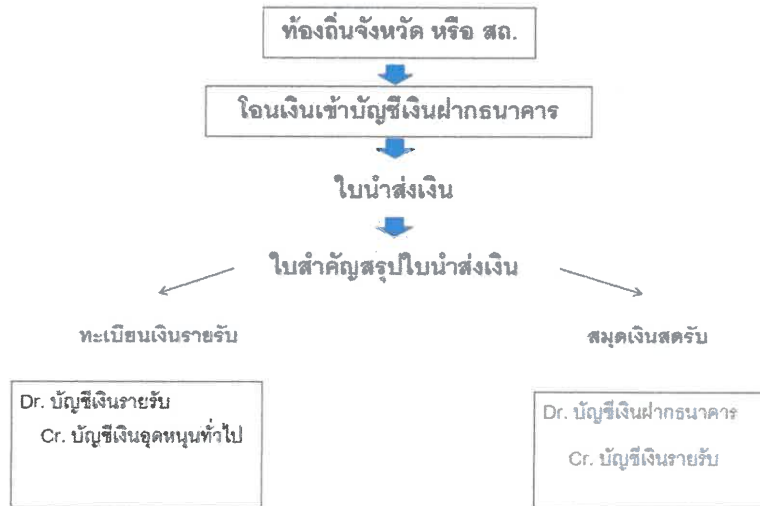 ท้องถิ่นจังหวัด หรือ สถ.
โอนเงินเข้าบัญชีเงินฝากธนาคาร
ใบนำส่งเงิน
ใบสำคัญสรุปใบนำส่งเงิน
ทะเบียนเงินรายรับ
สมุดเงินสดรับ
Dr. บัญชีเงินรายรับ
Cr. บัญชีเงินอุดหนุนทั่วไป
Dr. บัญชีเงินฝากธนาคาร
Cr. บัญชีเงินรายรับ